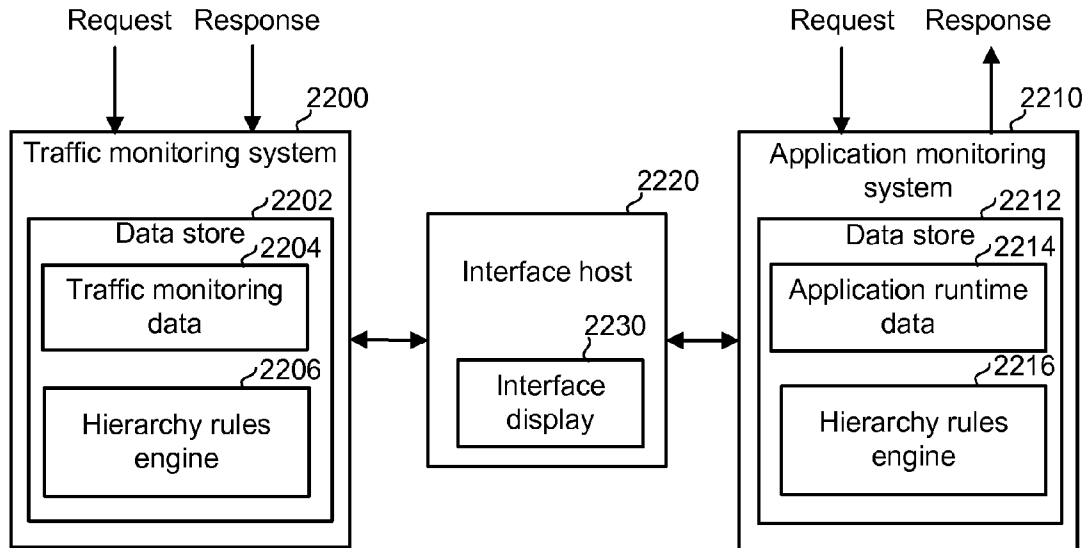 Request
Response
2200
Traffic monitoring system
2202
Data store
2204
Traffic monitoring
data
2206
Hierarchy rules
engine
2220
Interface host
2230
Interface
display
Request
Response
2210
Application monitoring
system
2212
Data store
2214
Application runtime
data
2216
Hierarchy rules
engine